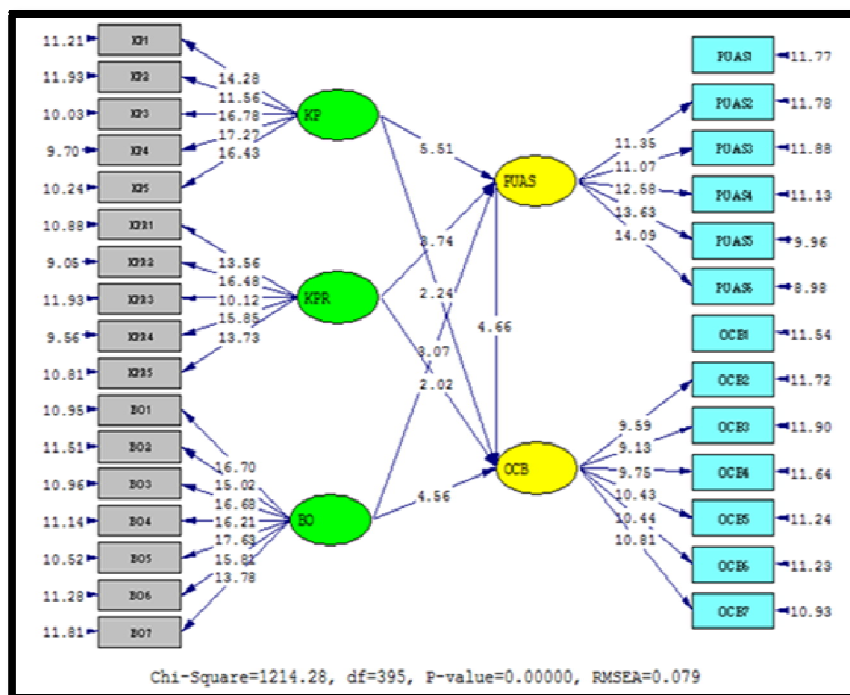 11.21 KP1
11.93 KP2
10.03 KP3
9.70 KP4
10.24 KP5
10.88 KPR1
9.05 KPR2
11.93 KPR3
9.56 KPR4
10.81 KPR5
10.95 BO1
11.51 BO2
10.96 BO3
11.14 BO4
10.52 BO5
11.28 BO6
11.81 BO7
14.28
11.56
16.78
17.27
16.43
13.56
16.48
10.12
15.85
13.73
16.70
15.02
16.68
16.21
17.63
15.81
13.78
KP
KPR
BO
5.51
3.74
2.24
3.07
2.02
4.56
4.66
PUAS
OCB
11.35
11.07
12.58
13.63
14.09
9.59
9.13
9.75
10.43
10.44
10.81
PUAS1 11.77
PUAS2 11.78
PUAS3 11.88
PUAS4 11.13
PUAS5 9.96
PUAS6 8.98
OCB1 11.54
OCB2 11.72
OCB3 11.90
OCB4 11.64
OCB5 11.24
OCB6 11.23
OCB7 10.93
Chi-Square=1214.28, df=395, P-value=0.00000, RMSEA=0.079